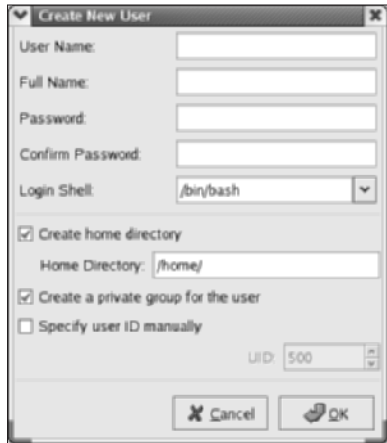 Create New User
User Name:
Full Name:
Password:
Confirm Password:
Login Shell: /bin/bash
Create home directory
Home Directory: /home/
Create a private group for the user
Specify user ID manually
UID: 500
Cancel OK